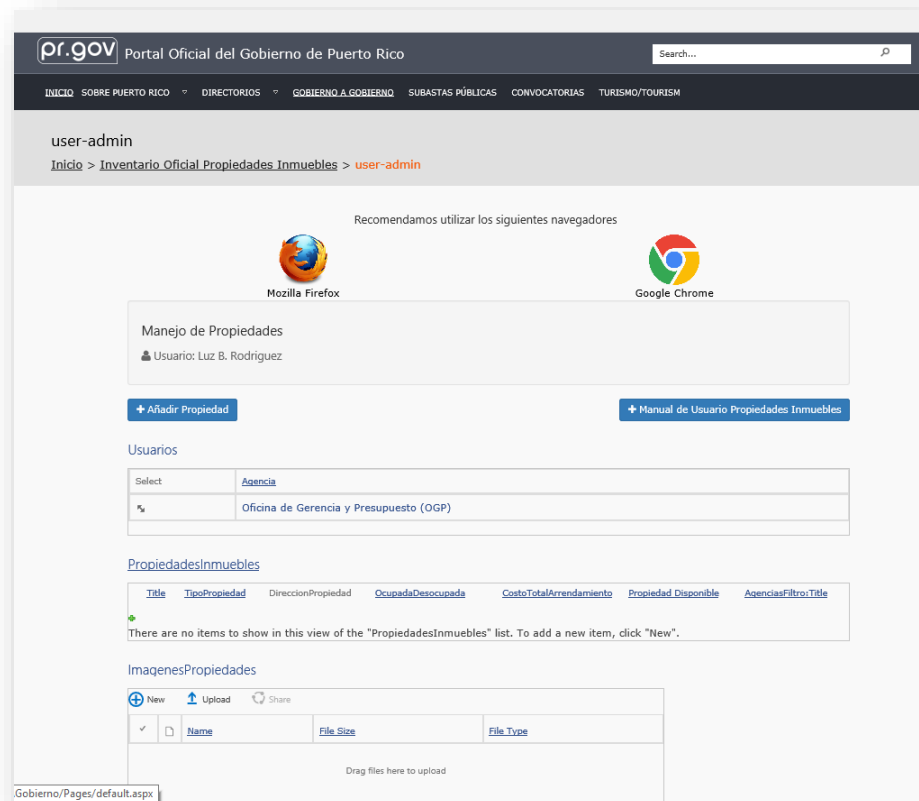 pr.gov Portal Oficial del Gobierno de Puerto Rico Search...
INICIO SOBRE PUERTO RICO DIRECTORIOS GOBIERNO A GOBIERNO SUBASTAS PÚBLICAS CONVOCATORIAS TURISMO/TOURISM
user-admin
Inicio > Inventario Oficial Propiedades Inmuebles > user-admin
Recomendamos utilizar los siguientes navegadores
Mozilla Firefox Google Chrome
Manejo de Propiedades
Usuario: Luz B. Rodriguez
+ Añadir Propiedad + Manual de Usuario Propiedades Inmuebles
Usuarios
Select Agencia
Oficina de Gerencia y Presupuesto (OGP)
PropiedadesInmuebles
Title TipoPropiedad DireccionPropiedad OcupadaDesocupada CostoTotalArrendamiento Propiedad Disponible AgenciasFiltro:Title
There are no items to show in this view of the "PropiedadesInmuebles" list. To add a new item, click "New".
ImagenesPropiedades
New Upload Share
Name File Size File Type
Drag files here to upload
Gobierno/Pages/default.aspx